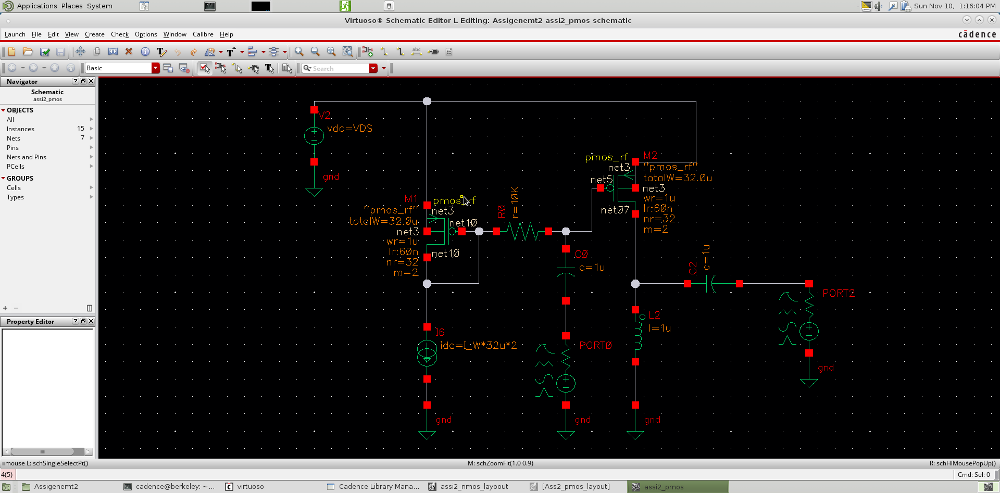 Applications Places System
Sun Nov 10, 1:16:04 PM
Virtuoso® Schematic Editor L Editing: Assigenemt2 assi2_pmos schematic
Launch File Edit View Create Check Options Window Calibre Help
cādence
Basic
Search
Navigator
Schematic
assi2_pmos
OBJECTS
All
Instances 15
Nets 7
Pins
Nets and Pins
PCells
GROUPS
Cells
Types
Property Editor
V2
vdc=VDS
gnd
M1
pmos_rf
"pmos_rf"
net3
totalW=32.0u
net10
net3
wr=1u
lr:60n
net10
nr=32
m=2
R0
r=10K
pmos_rf
M2
net3
"pmos_rf"
totalW=32.0u
net5
net3
wr=1u
lr:60n
net07
nr=32
m=2
C0
c=1u
C2
c=1u
PORT2
gnd
L2
l=1u
I6
idc=I_W*32u*2
PORT0
gnd
gnd
gnd
mouse L: schSingleSelectPt()
M: schZoomFit(1.0 0.9)
R: schHiMousePopUp()
4(5)
Cmd: Sel: 0
Assigenemt2
cadence@berkeley: ~...
virtuoso
Cadence Library Mana...
assi2_nmos_layoout
[Ass2_pmos_layout]
assi2_pmos